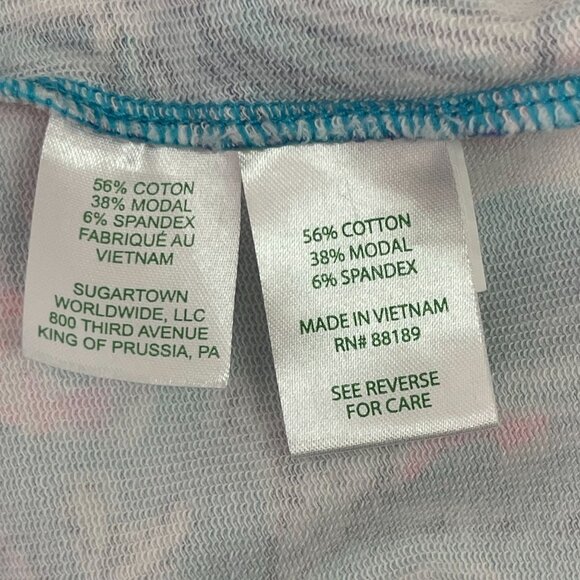 56% COTON
38% MODAL
6% SPANDEX
FABRIQUÉ AU
VIETNAM
SUGARTOWN
WORLDWIDE, LLC
800 THIRD AVENUE
KING OF PRUSSIA, PA
56% COTTON
38% MODAL
6% SPANDEX
MADE IN VIETNAM
RN# 88189
SEE REVERSE
FOR CARE